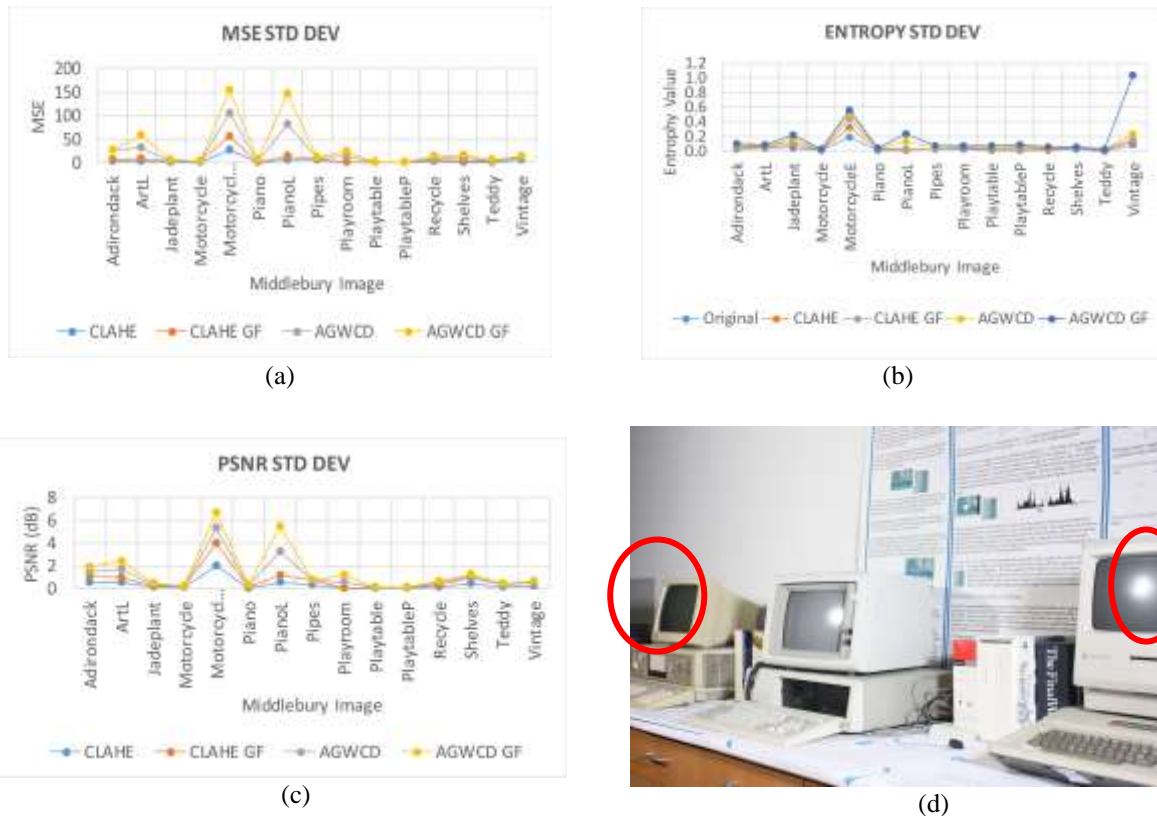 MSE STD DEV
MSE
200
150
100
50
0
Adirondack
ArtL
Jadeplant
Motorcycle
Motorcycl...
Piano
PianoL
Pipes
Playroom
Playtable
PlaytableP
Recycle
Shelves
Teddy
Vintage
Middlebury Image
CLAHE CLAHE GF AGWCD AGWCD GF
(a)
ENTROPY STD DEV
Entrophy Value
1.2
1.0
0.8
0.6
0.4
0.2
0.0
Adirondack
ArtL
Jadeplant
Motorcycle
MotorcycleE
Piano
PianoL
Pipes
Playroom
Playtable
PlaytableP
Recycle
Shelves
Teddy
Vintage
Middlebury Image
Original CLAHE CLAHE GF AGWCD AGWCD GF
(b)
PSNR STD DEV
PSNR (dB)
8
6
4
2
0
Adirondack
ArtL
Jadeplant
Motorcycle
Motorcycl...
Piano
PianoL
Pipes
Playroom
Playtable
PlaytableP
Recycle
Shelves
Teddy
Vintage
Middlebury Image
CLAHE CLAHE GF AGWCD AGWCD GF
(c)
(d)